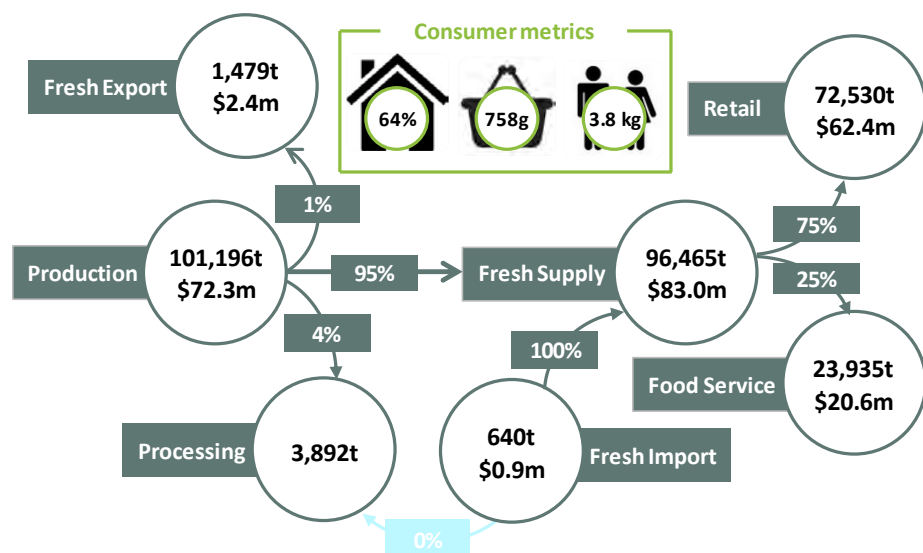 Consumer metrics
64%
758g
3.8 kg
Fresh Export
1,479t
$2.4m
Retail
72,530t
$62.4m
1%
75%
Production
101,196t
$72.3m
95%
Fresh Supply
96,465t
$83.0m
25%
4%
100%
Food Service
23,935t
$20.6m
Processing
3,892t
640t
$0.9m
Fresh Import
0%